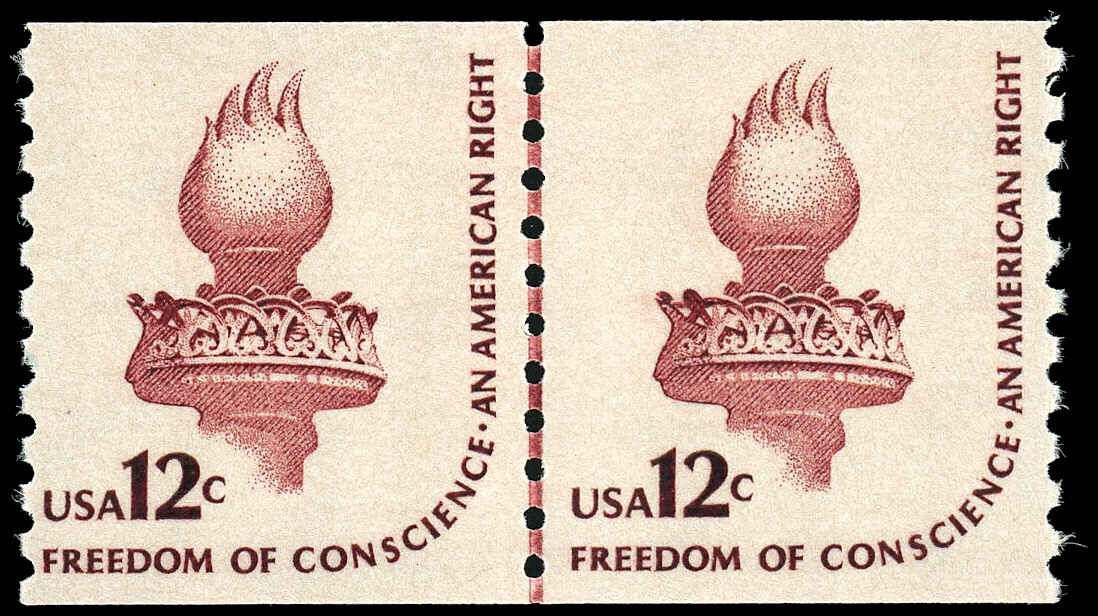 USA12c
FREEDOM OF CONSCIENCE · AN AMERICAN RIGHT
USA12c
FREEDOM OF CONSCIENCE · AN AMERICAN RIGHT